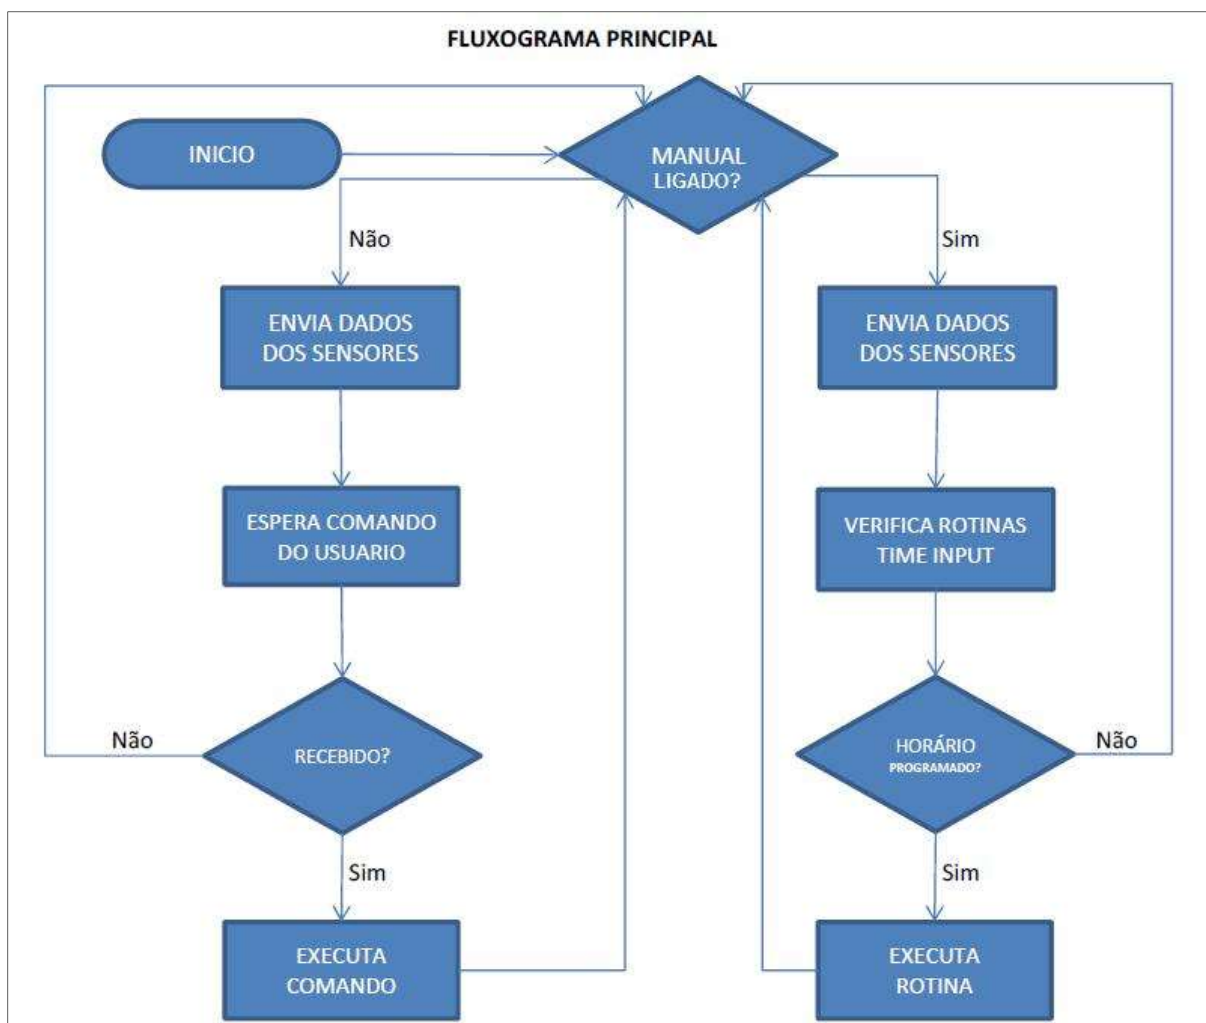 FLUXOGRAMA PRINCIPAL
INICIO
MANUAL
LIGADO?
Não
Sim
ENVIA DADOS
DOS SENSORES
ENVIA DADOS
DOS SENSORES
ESPERA COMANDO
DO USUARIO
VERIFICA ROTINAS
TIME INPUT
Não
RECEBIDO?
HORÁRIO
PROGRAMADO?
Não
Sim
Sim
EXECUTA
COMANDO
EXECUTA
ROTINA